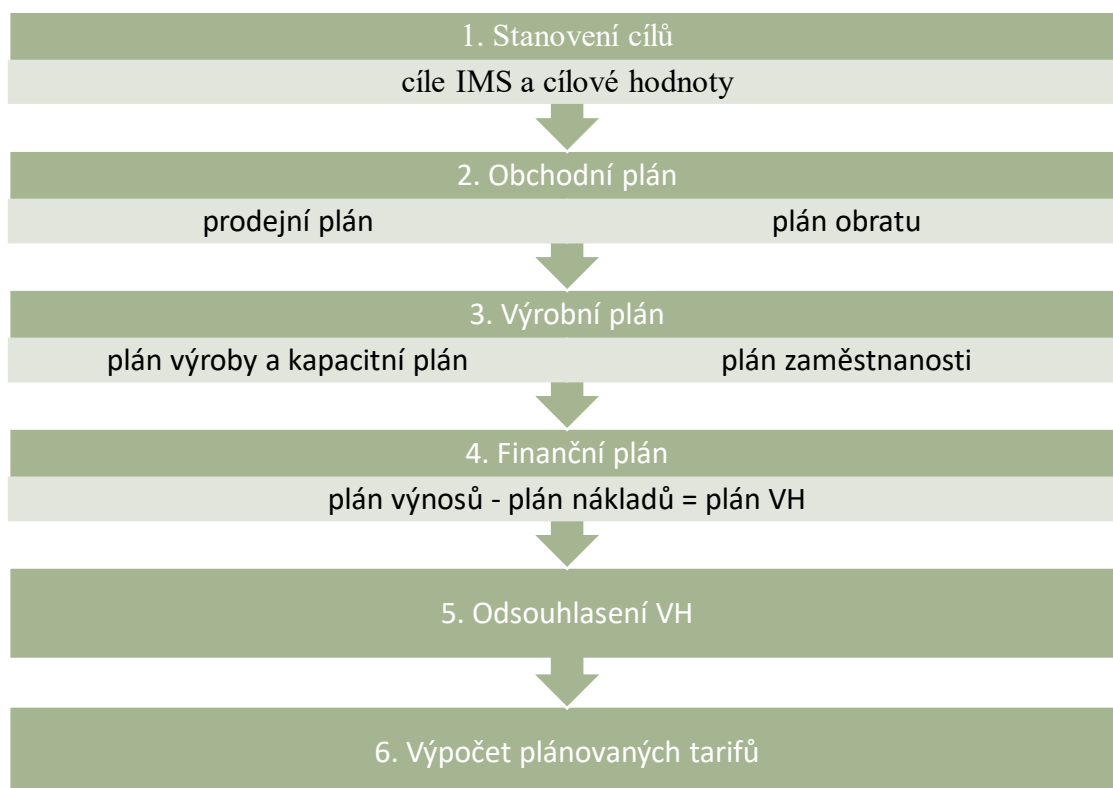 1. Stanovení cílů
cíle IMS a cílové hodnoty
2. Obchodní plán
prodejní plán
plán obratu
3. Výrobní plán
plán výroby a kapacitní plán
plán zaměstnanosti
4. Finanční plán
plán výnosů - plán nákladů = plán VH
5. Odsouhlasení VH
6. Výpočet plánovaných tarifů